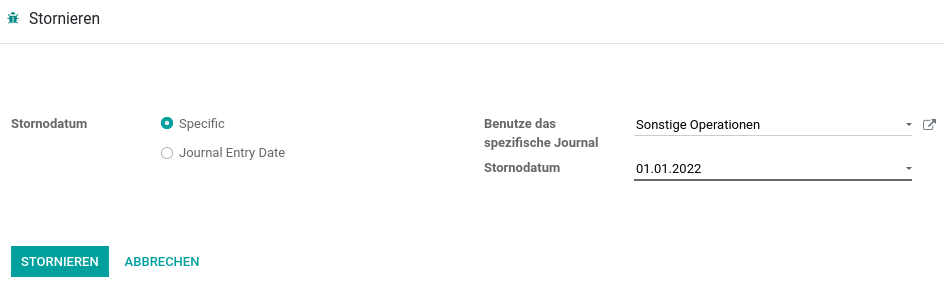 Stornieren
Stornodatum
Specific
Journal Entry Date
Benutze das
spezifische Journal
Sonstige Operationen
Stornodatum
01.01.2022
STORNIEREN
ABBRECHEN